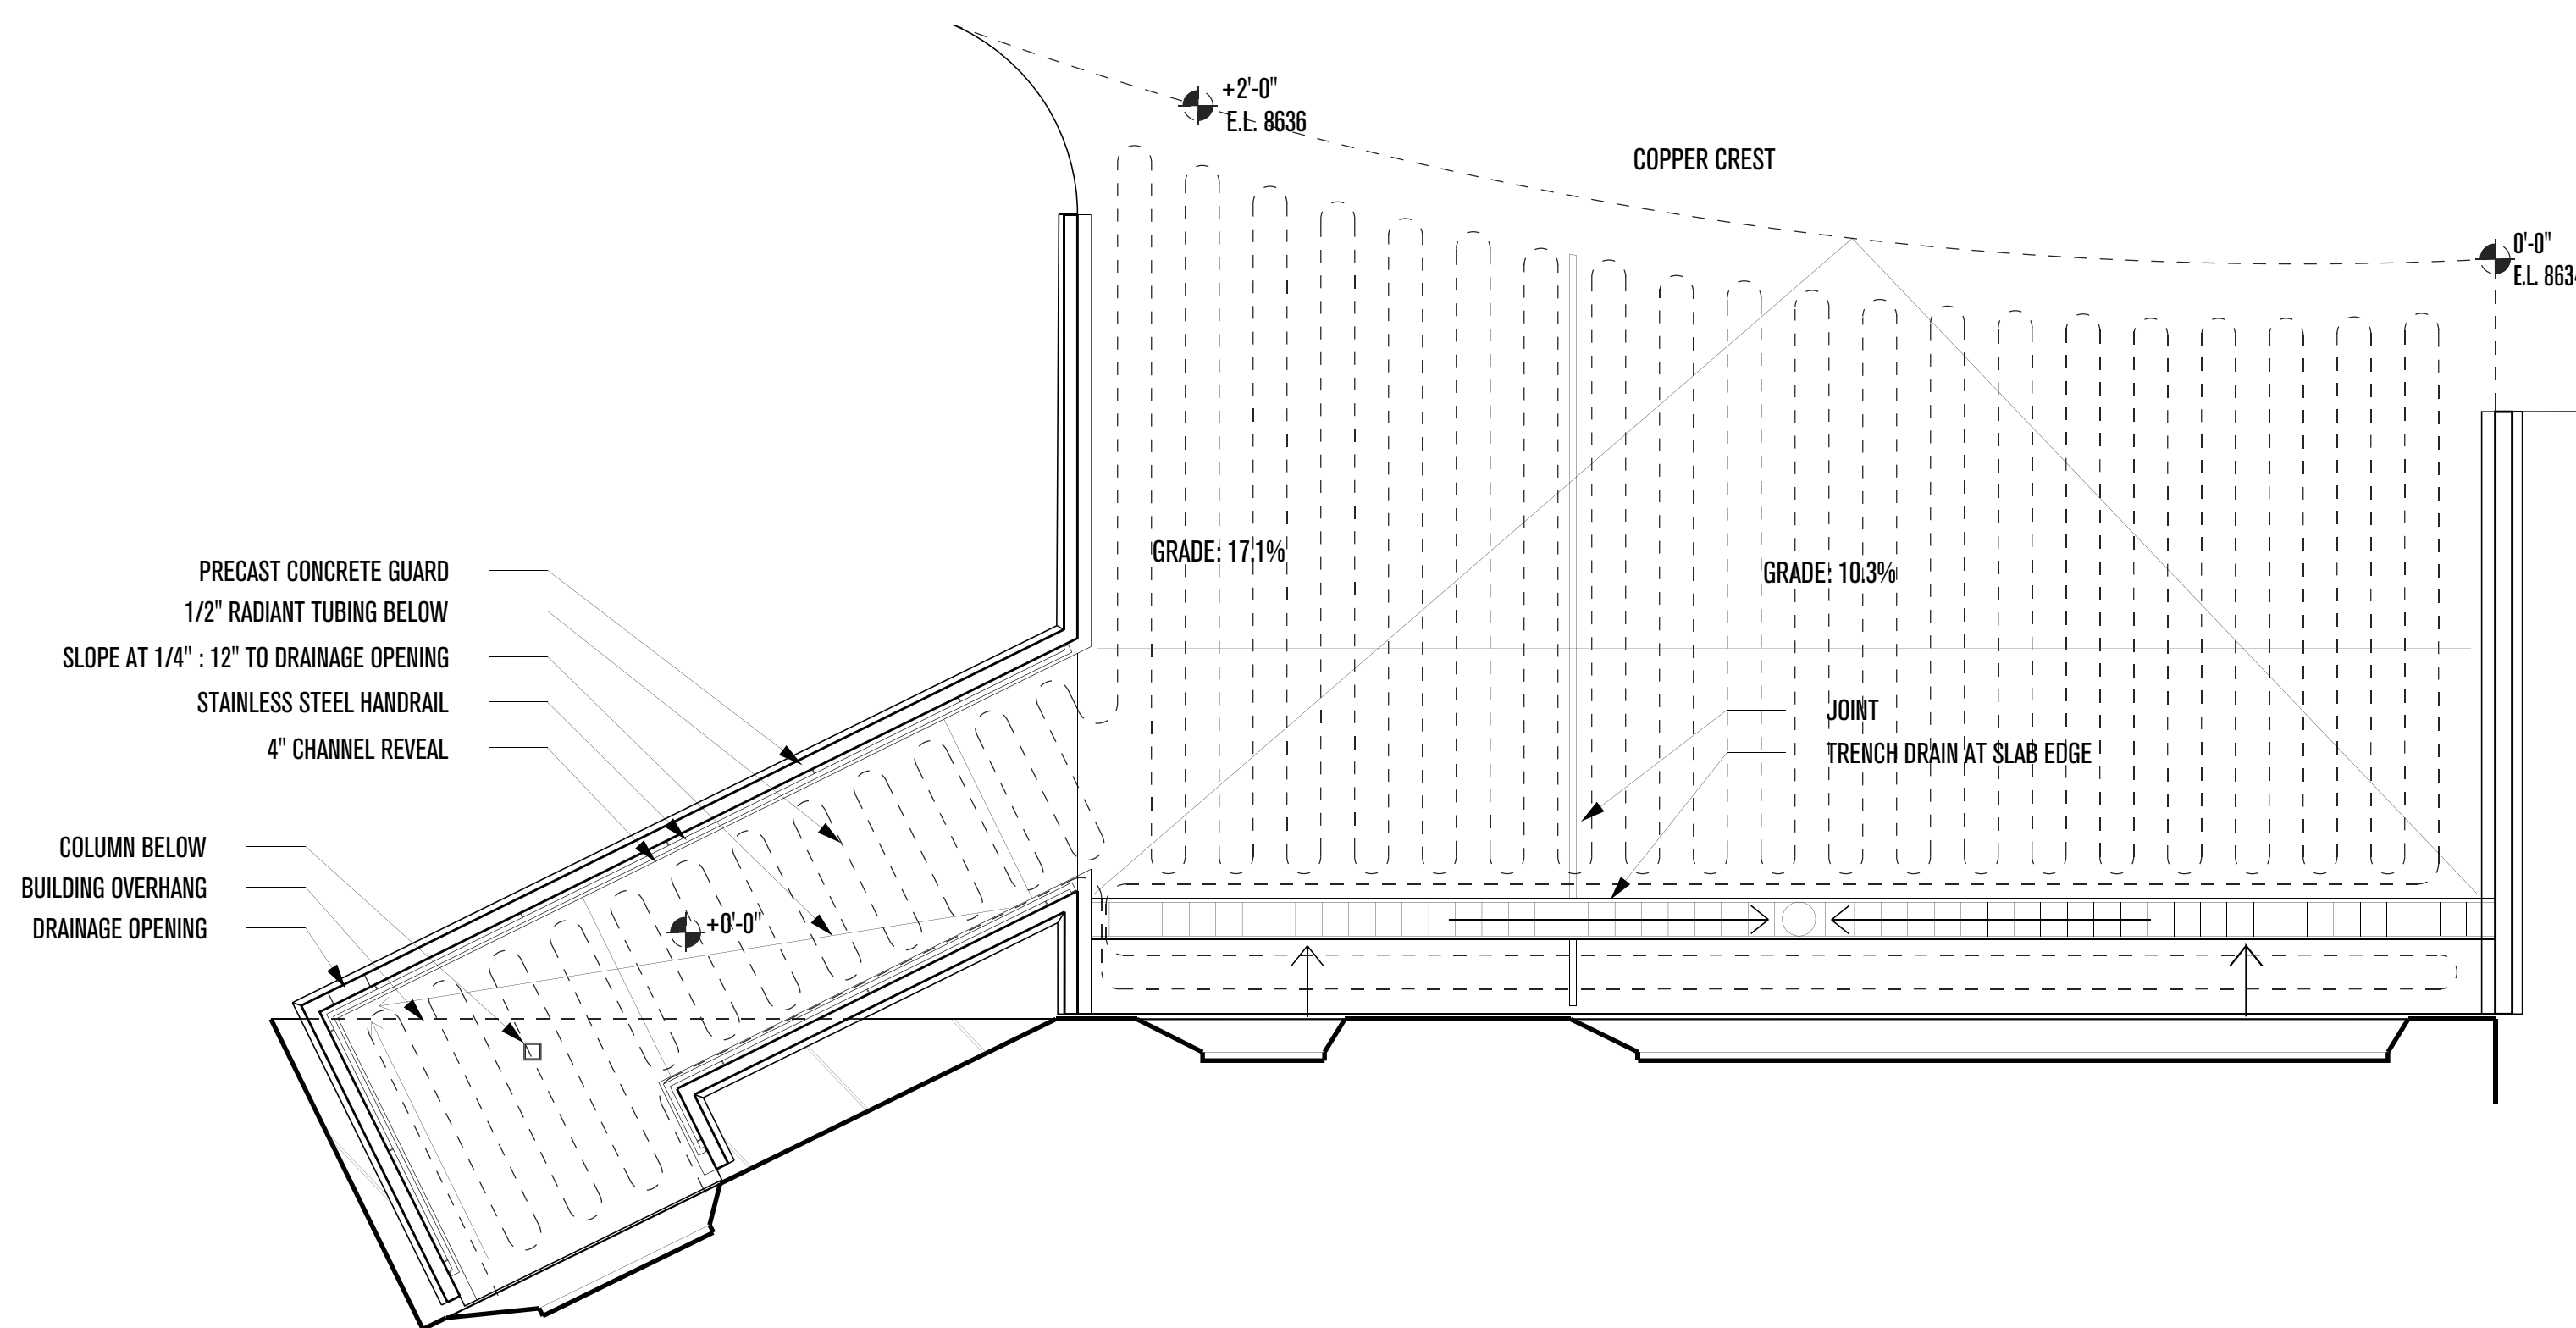 +2'-0"
E.L. 8636
COPPER CREST
0'-0"
E.L. 863
GRADE: 17.1%
GRADE: 10.3%
PRECAST CONCRETE GUARD
1/2" RADIANT TUBING BELOW
SLOPE AT 1/4" : 12" TO DRAINAGE OPENING
STAINLESS STEEL HANDRAIL
4" CHANNEL REVEAL
JOINT
TRENCH DRAIN AT SLAB EDGE
COLUMN BELOW
BUILDING OVERHANG
DRAINAGE OPENING
+0'-0"